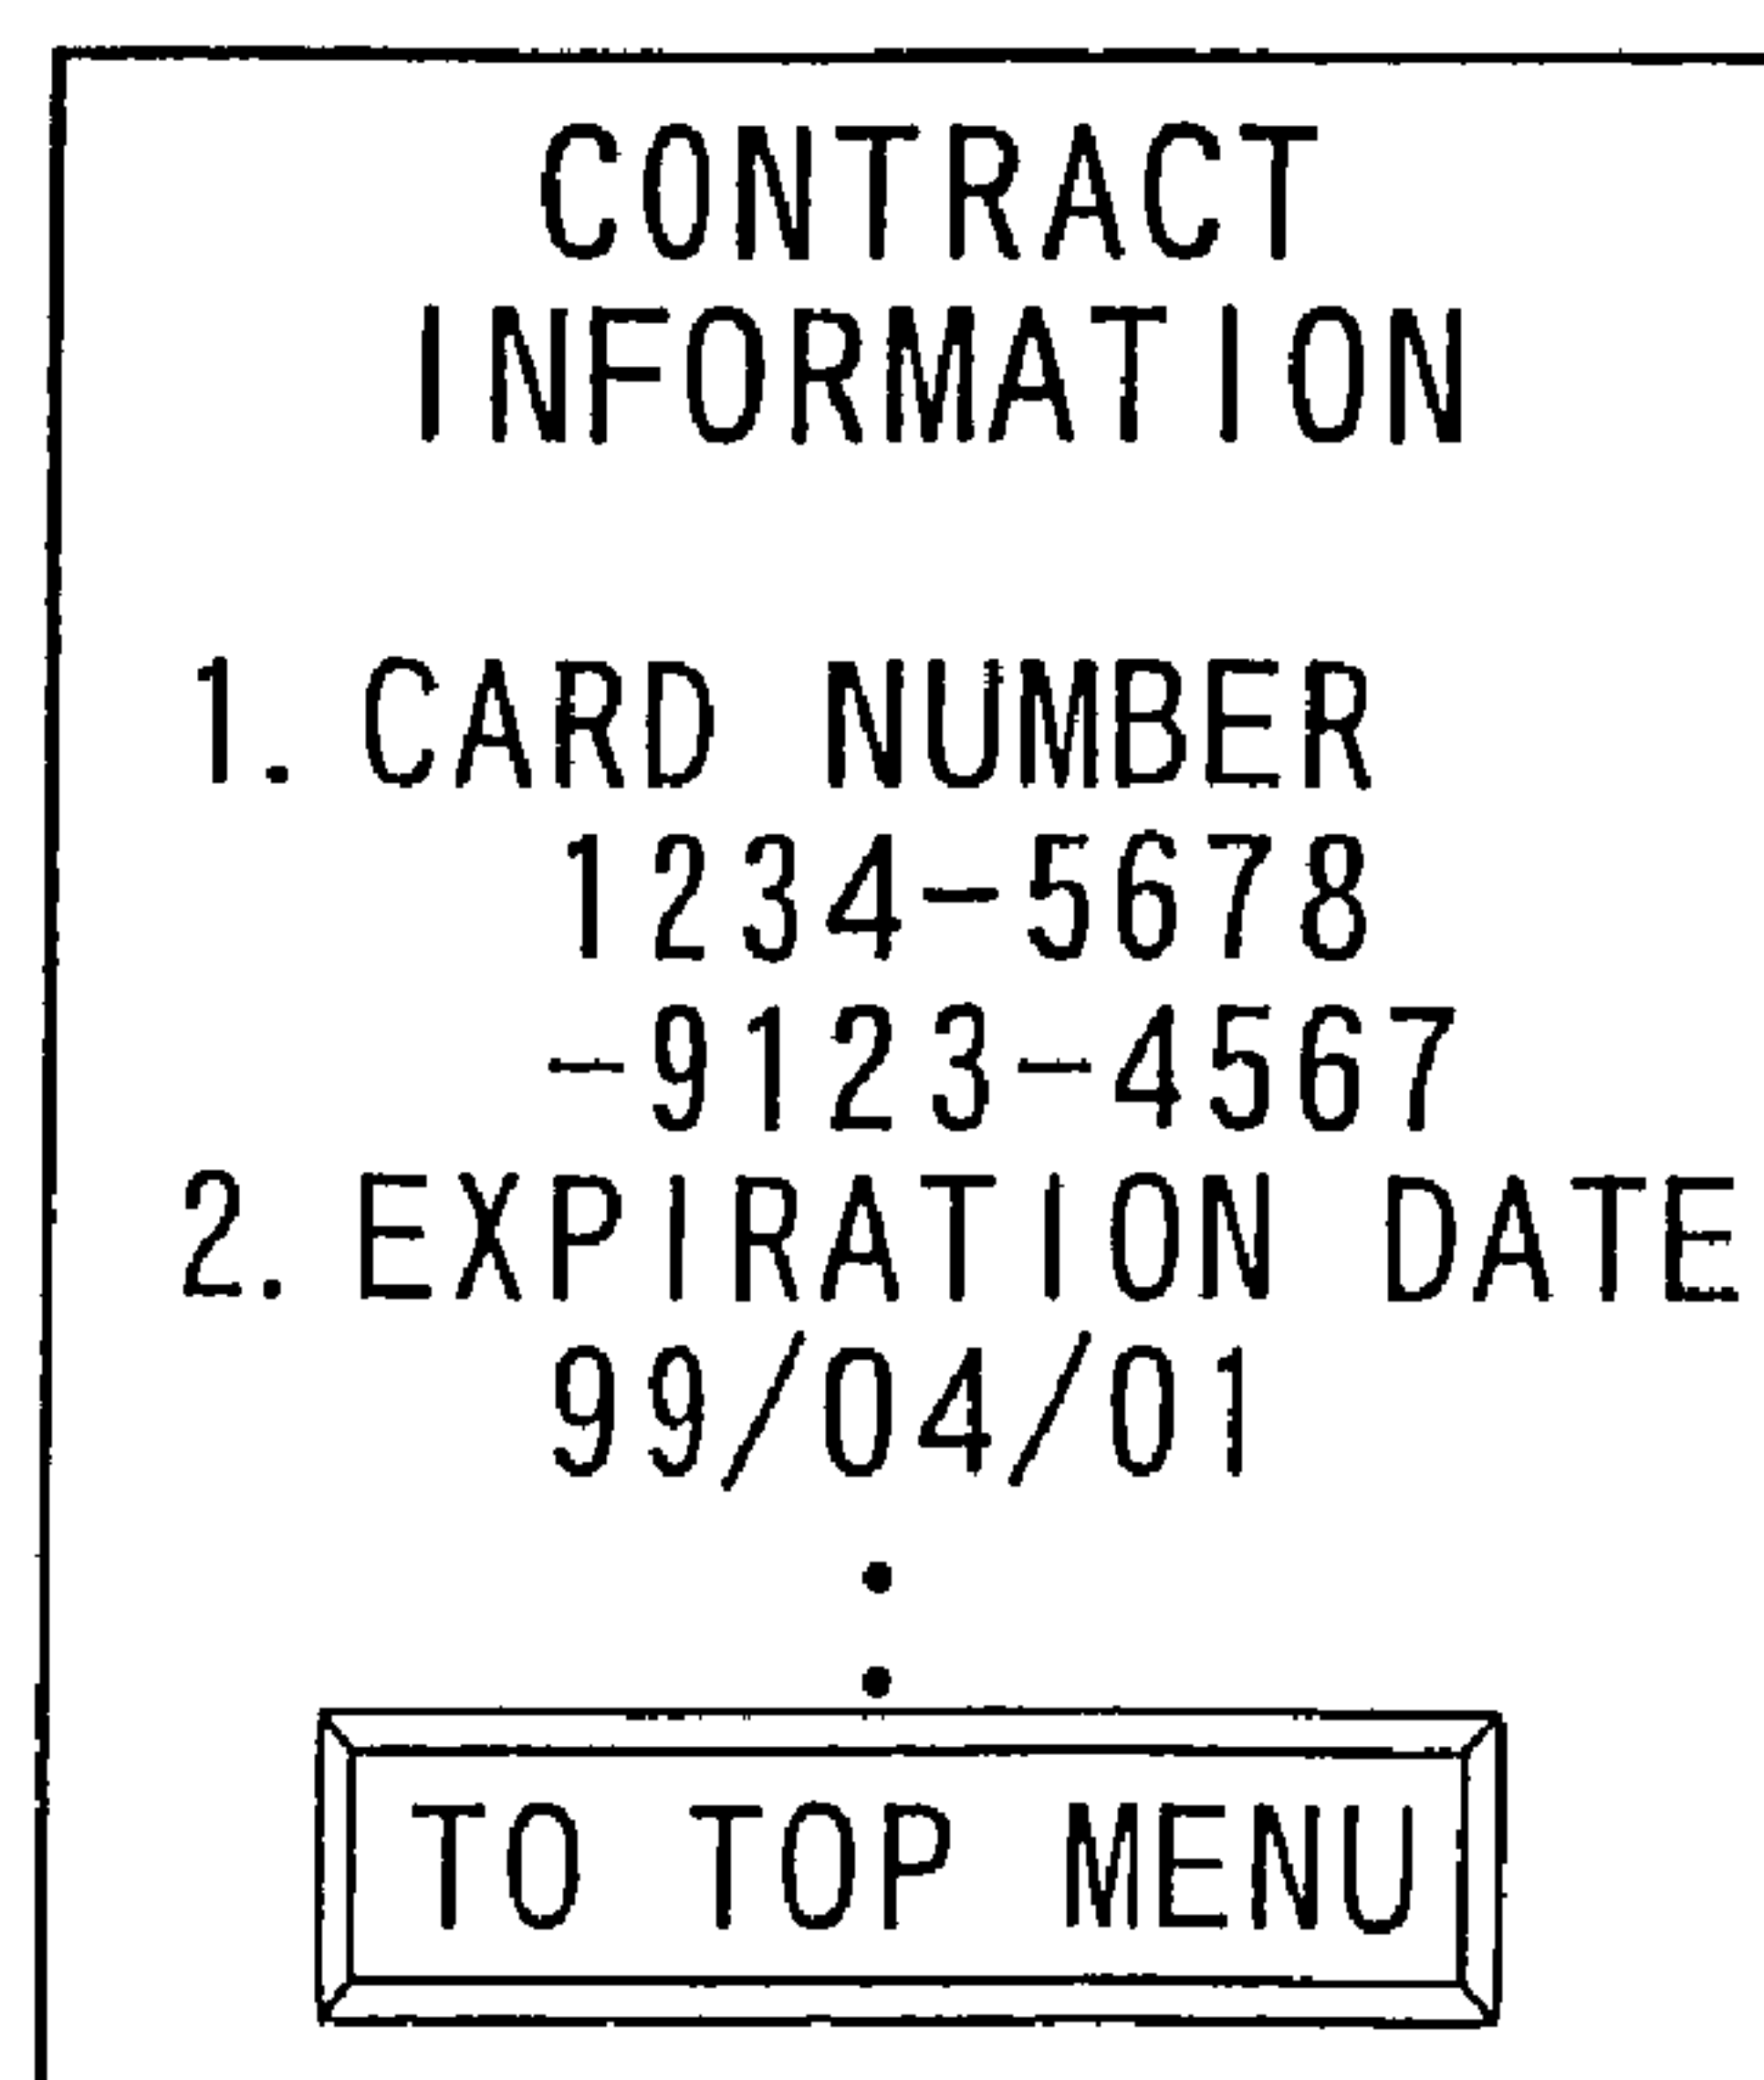 CONTRACT
INFORMATION
1. CARD NUMBER
1234-5678
-9123-4567
2. EXPIRATION DATE
99/04/01
TO TOP MENU